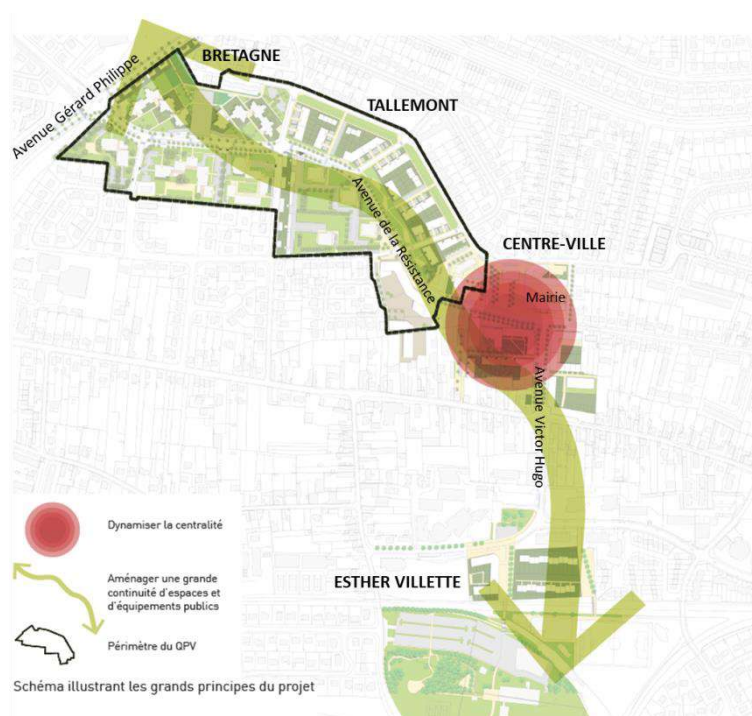 BRETAGNE
Avenue Gérard Philippe
TALLEMONT
Avenue de la Résistance
CENTRE-VILLE
Mairie
Avenue Victor Hugo
ESTHER VILLETTE
Dynamiser la centralité
Aménager une grande
continuité d'espaces et
d'équipements publics
Périmètre du QPV
Schéma illustrant les grands principes du projet